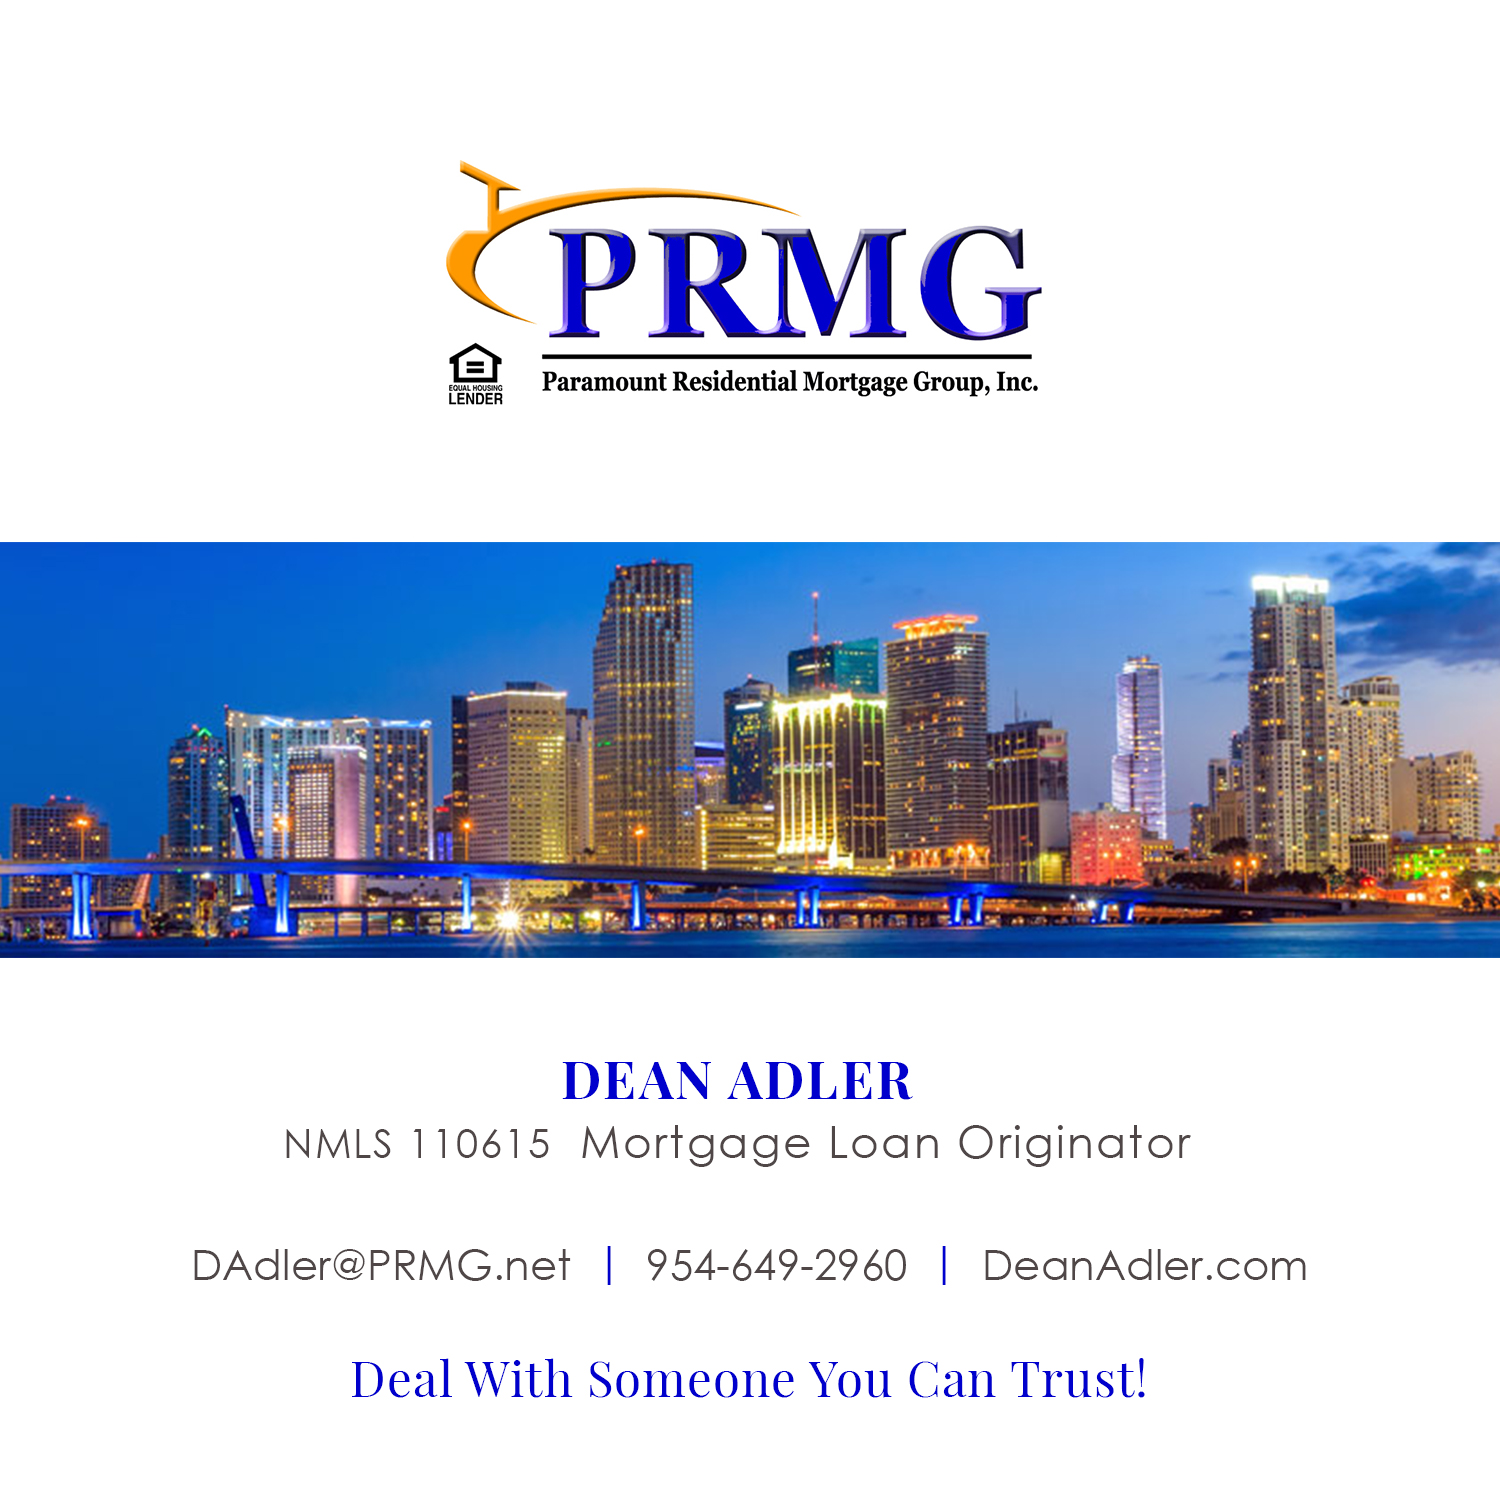 PRMG
EQUAL HOUSING
LENDER
Paramount Residential Mortgage Group, Inc.
DEAN ADLER
NMLS 110615 Mortgage Loan Originator
DAdler@PRMG.net | 954-649-2960 | DeanAdler.com
Deal With Someone You Can Trust!